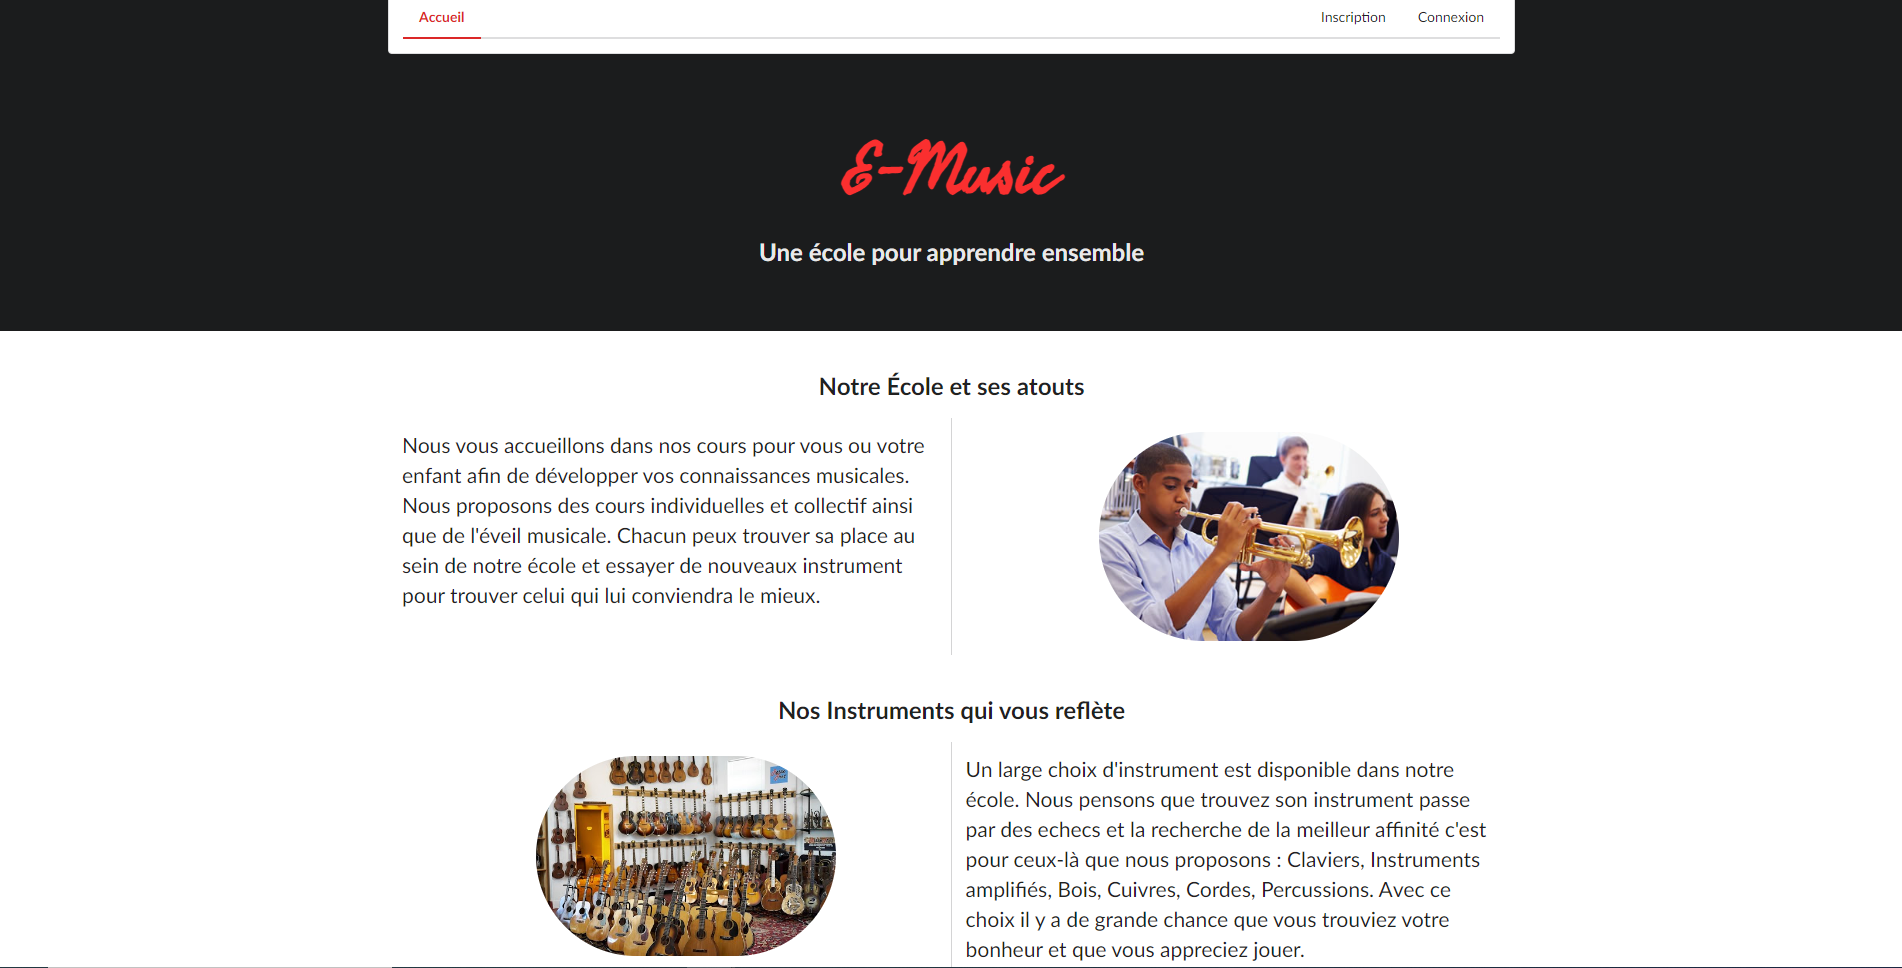 Accueil
Inscription
Connexion
E-Music
Une école pour apprendre ensemble
Notre École et ses atouts
Nous vous accueillons dans nos cours pour vous ou votre
enfant afin de développer vos connaissances musicales.
Nous proposons des cours individuelles et collectif ainsi
que de l'éveil musicale. Chacun peux trouver sa place au
sein de notre école et essayer de nouveaux instrument
pour trouver celui qui lui conviendra le mieux.
Nos Instruments qui vous reflète
Un large choix d'instrument est disponible dans notre
école. Nous pensons que trouvez son instrument passe
par des echecs et la recherche de la meilleur affinité c'est
pour ceux-là que nous proposons : Claviers, Instruments
amplifiés, Bois, Cuivres, Cordes, Percussions. Avec ce
choix il y a de grande chance que vous trouviez votre
bonheur et que vous appreciez jouer.